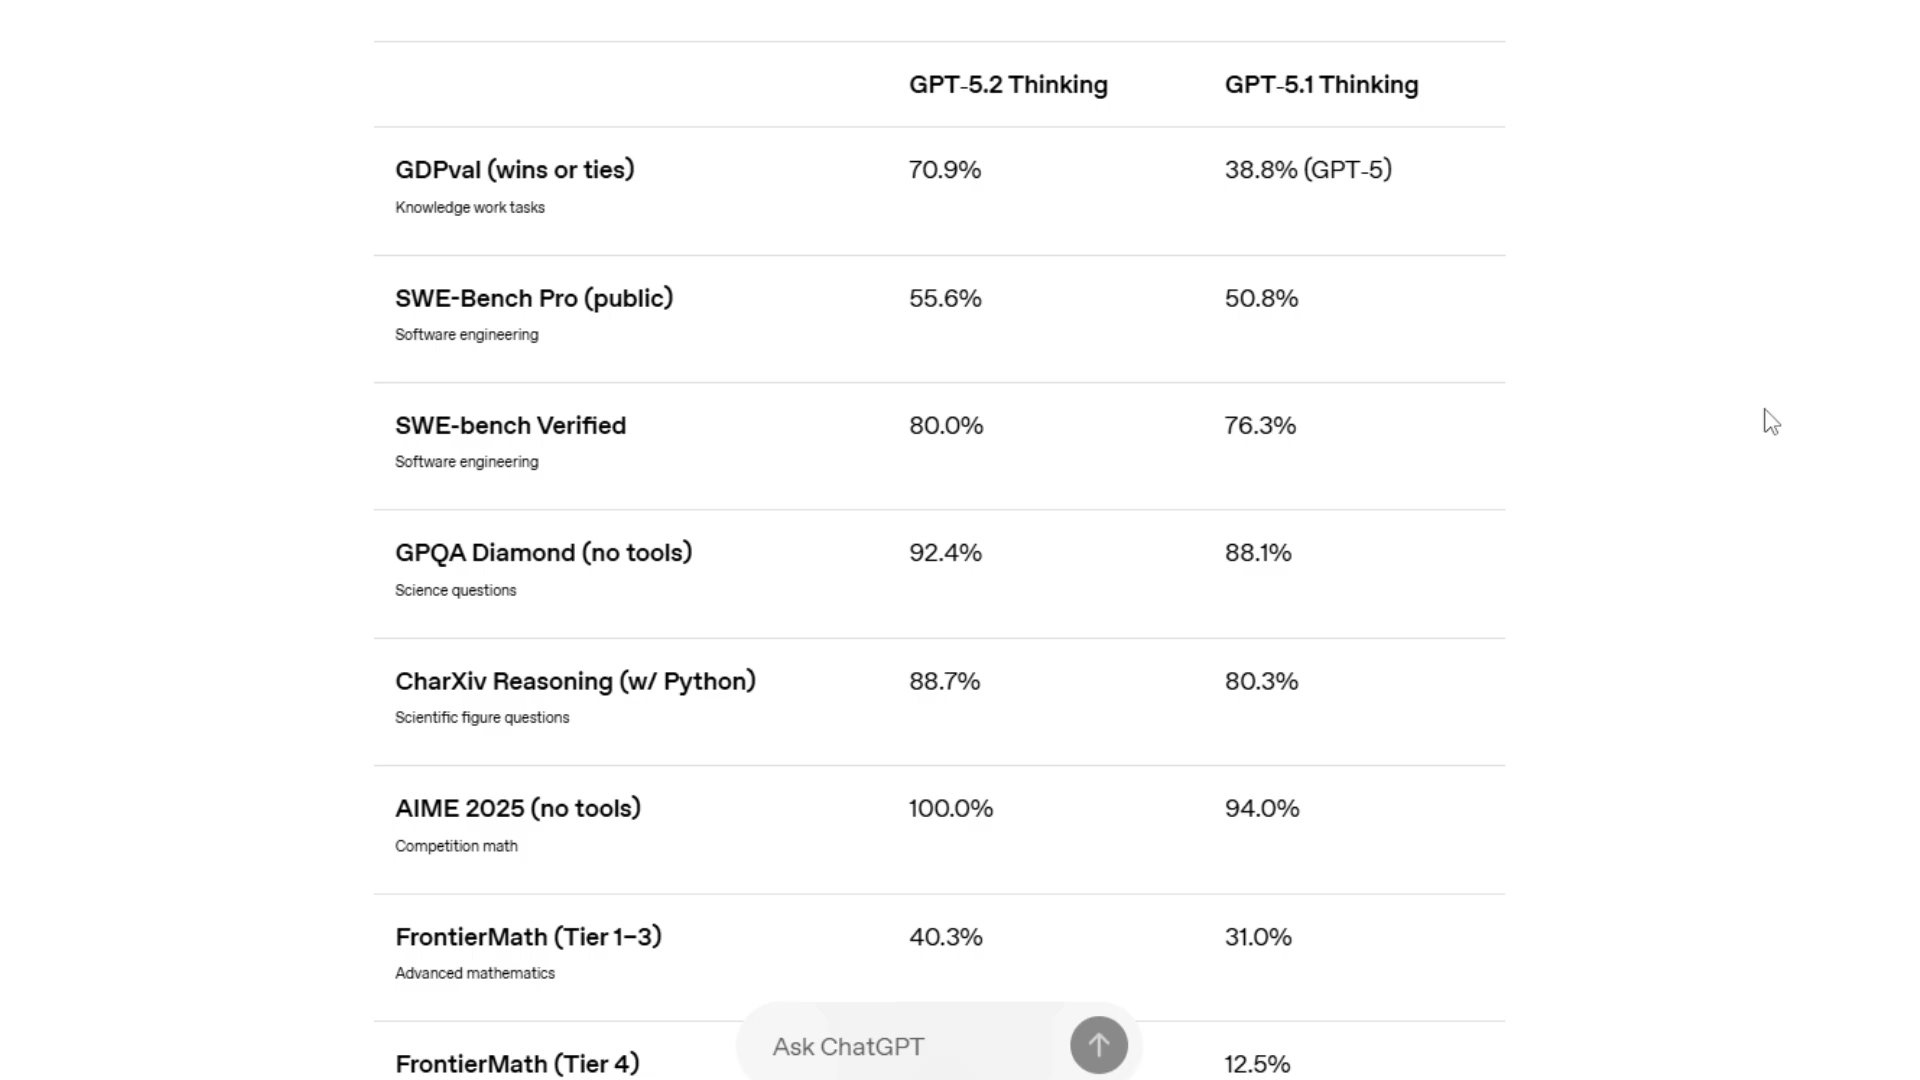 GPT-5.2 Thinking GPT-5.1 Thinking
GDPval (wins or ties) 70.9% 38.8% (GPT-5)
Knowledge work tasks
SWE-Bench Pro (public) 55.6% 50.8%
Software engineering
SWE-bench Verified 80.0% 76.3%
Software engineering
GPQA Diamond (no tools) 92.4% 88.1%
Science questions
CharXiv Reasoning (w/ Python) 88.7% 80.3%
Scientific figure questions
AIME 2025 (no tools) 100.0% 94.0%
Competition math
FrontierMath (Tier 1–3) 40.3% 31.0%
Advanced mathematics
FrontierMath (Tier 4) 12.5%
Ask ChatGPT